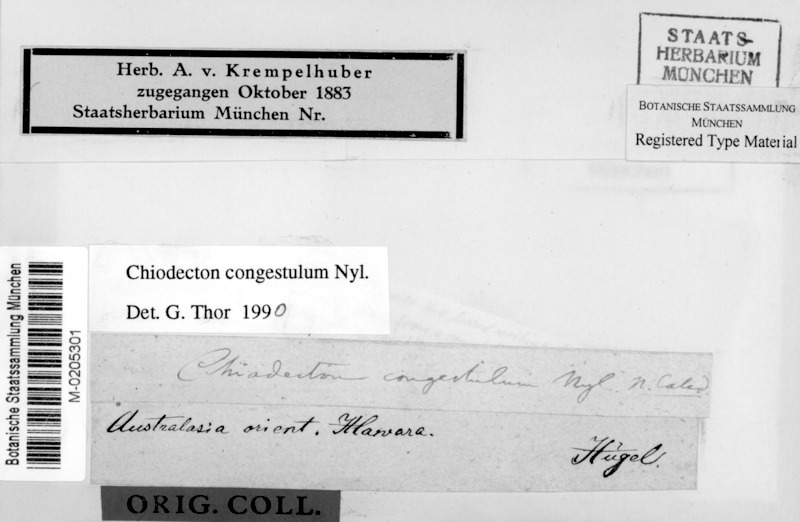 Herb. A. v. Krempelhuber
zugegangen Oktober 1883
Staatsherbarium München Nr.
STAATS-
HERBARIUM
MÜNCHEN
BOTANISCHE STAATSSAMMLUNG
MÜNCHEN
Registered Type Material
Botanische Staatssammlung München
M-0205301
Chiodecton congestulum Nyl.
Det. G. Thor 1990
Chiodecton congestulum Nyl. N. Caled
Australasia orient. Illawara.
Hügel.
ORIG. COLL.